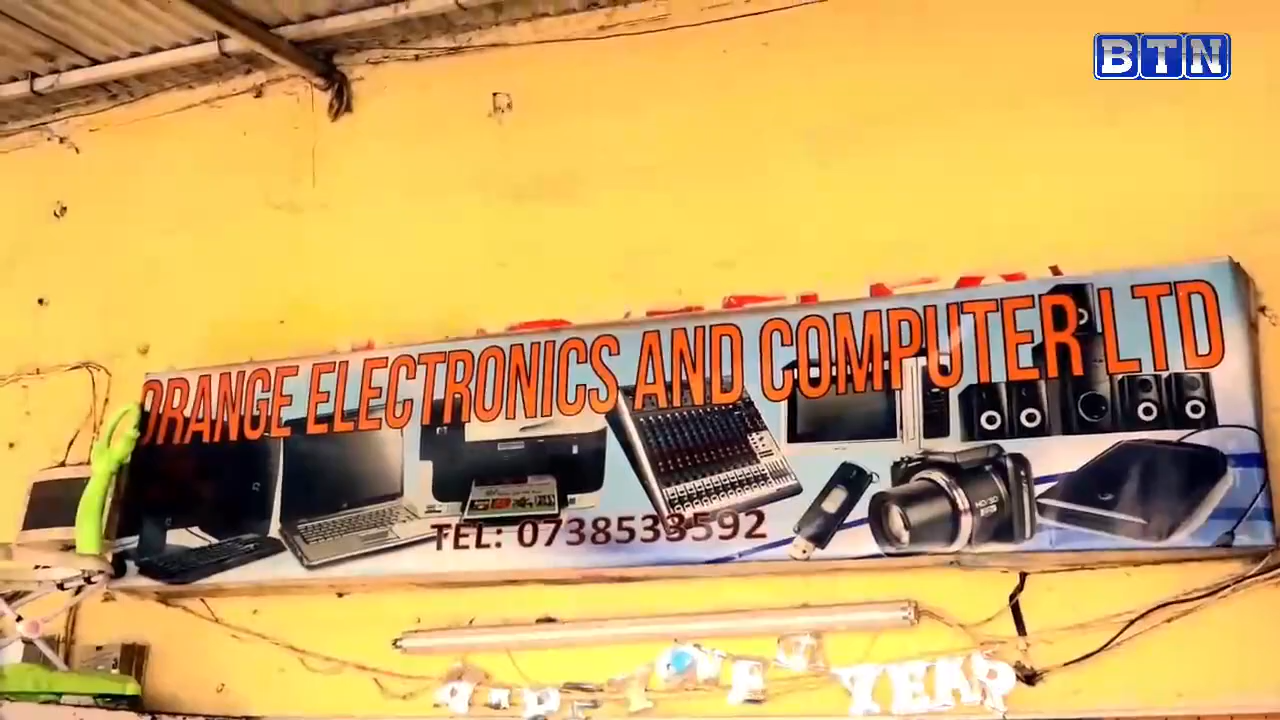 BTN
ORANGE ELECTRONICS AND COMPUTER LTD
TEL: 0738533592
YEAR